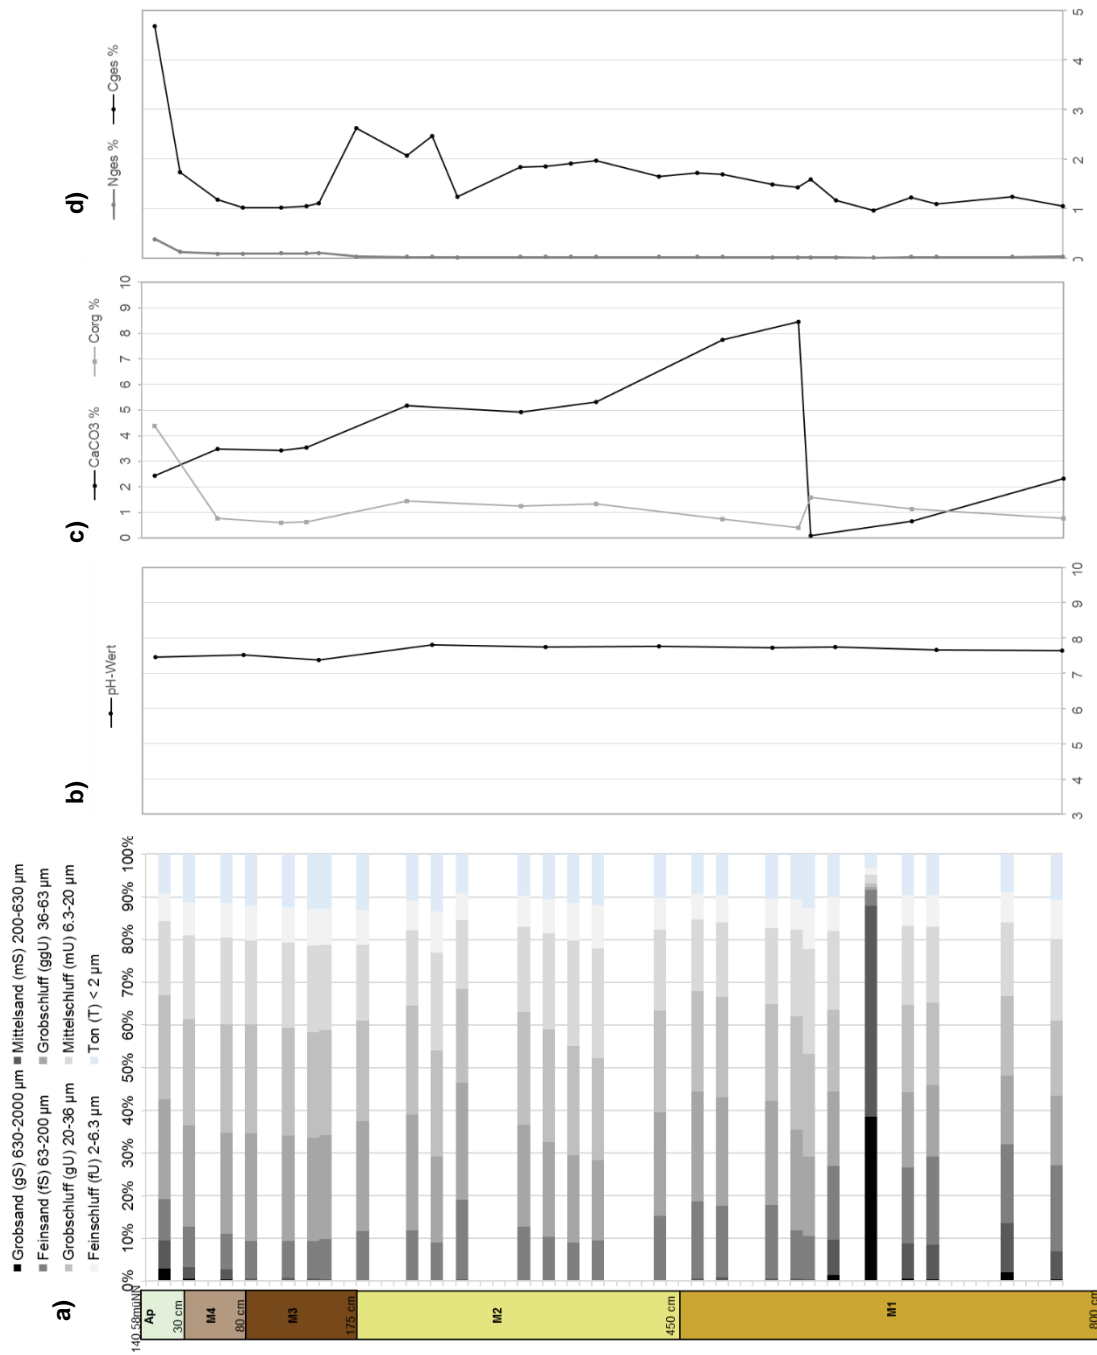 a)
Grobsand (gS) 630-2000 µm
Mittelsand (mS) 200-630 µm
Feinsand (fS) 63-200 µm
Grobschluff (ggU) 36-63 µm
Grobschluff (gU) 20-36 µm
Mittelschluff (mU) 6.3-20 µm
Feinschluff (fU) 2-6.3 µm
Ton (T) < 2 µm
0% 10% 20% 30% 40% 50% 60% 70% 80% 90% 100%
140.58müNN
Ap
30 cm
M4
80 cm
M3
175 cm
M2
450 cm
M1
800 cm
b)
pH-Wert
3 4 5 6 7 8 9 10
c)
CaCO3 % Corg %
0 1 2 3 4 5 6 7 8 9 10
d)
Nges % Cges %
0 1 2 3 4 5